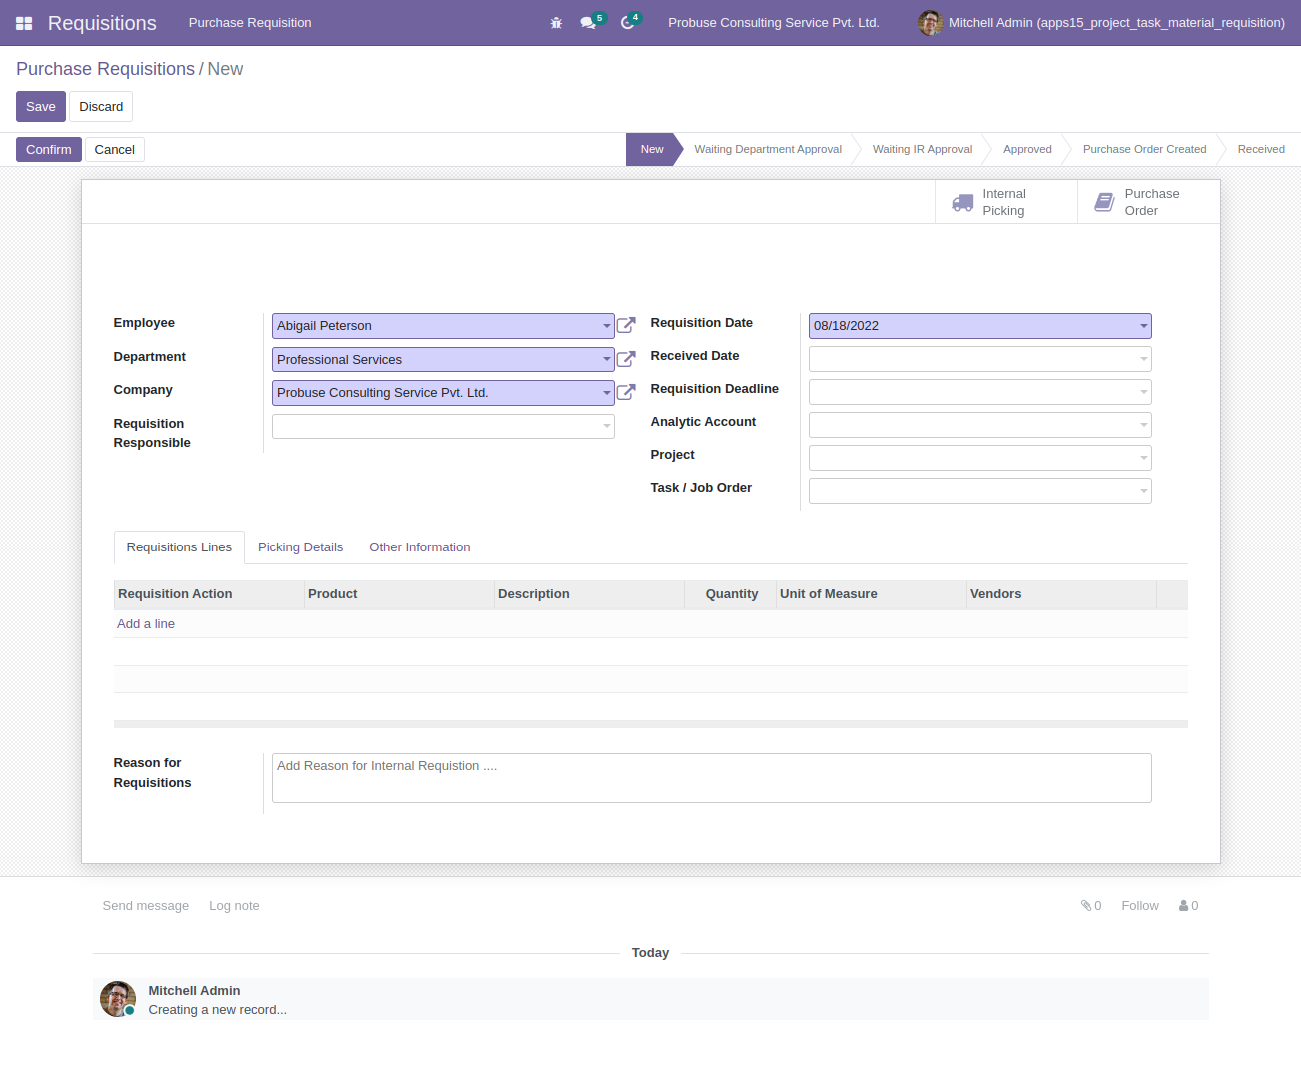 Requisitions
Purchase Requisition
5
4
Probuse Consulting Service Pvt. Ltd.
Mitchell Admin (apps15_project_task_material_requisition)
Purchase Requisitions / New
Save
Discard
Confirm
Cancel
New
Waiting Department Approval
Waiting IR Approval
Approved
Purchase Order Created
Received
Internal
Picking
Purchase
Order
Employee
Abigail Peterson
Department
Professional Services
Company
Probuse Consulting Service Pvt. Ltd.
Requisition
Responsible
Requisition Date
08/18/2022
Received Date
Requisition Deadline
Analytic Account
Project
Task / Job Order
Requisitions Lines
Picking Details
Other Information
Requisition Action
Product
Description
Quantity
Unit of Measure
Vendors
Add a line
Reason for
Requisitions
Add Reason for Internal Requistion ....
Send message
Log note
0
Follow
0
Today
Mitchell Admin
Creating a new record...